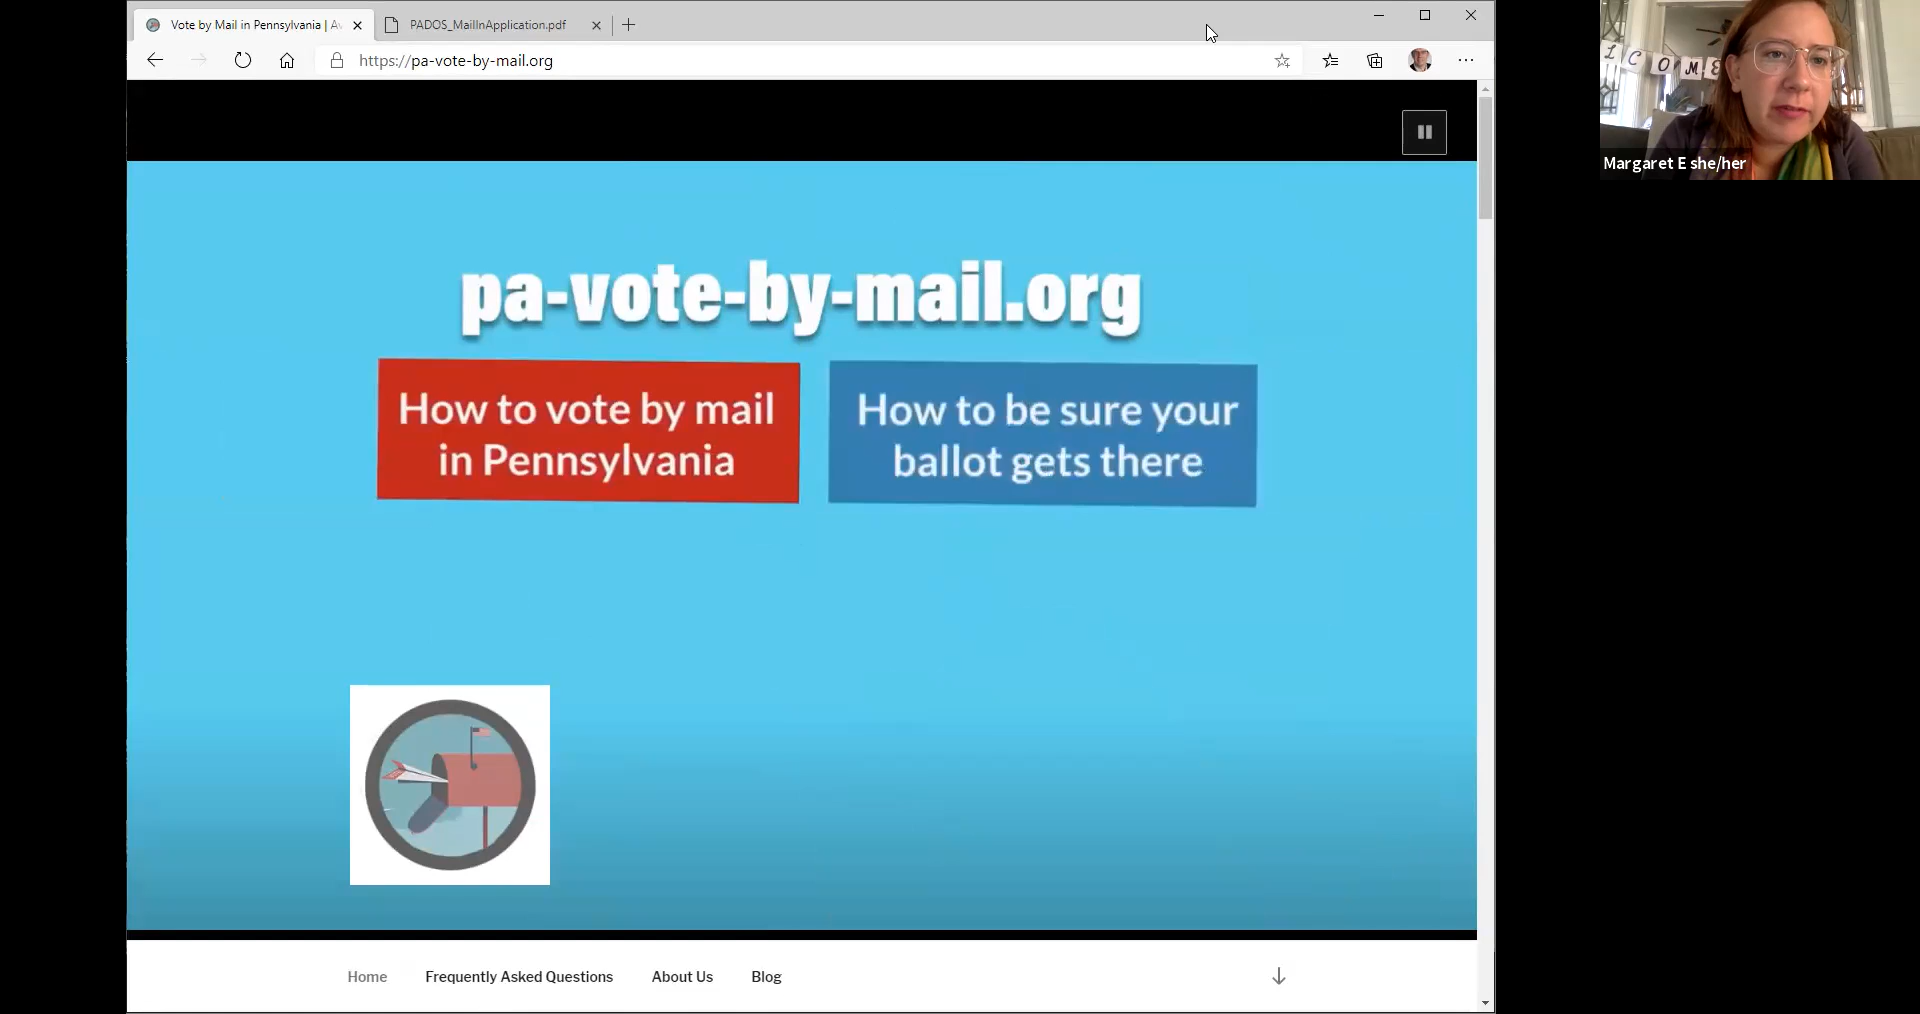 Vote by Mail in Pennsylvania |
PADOS_MailInApplication.pdf
https://pa-vote-by-mail.org
pa-vote-by-mail.org
How to vote by mail
in Pennsylvania
How to be sure your
ballot gets there
Home
Frequently Asked Questions
About Us
Blog
L C O M E
Margaret E she/her